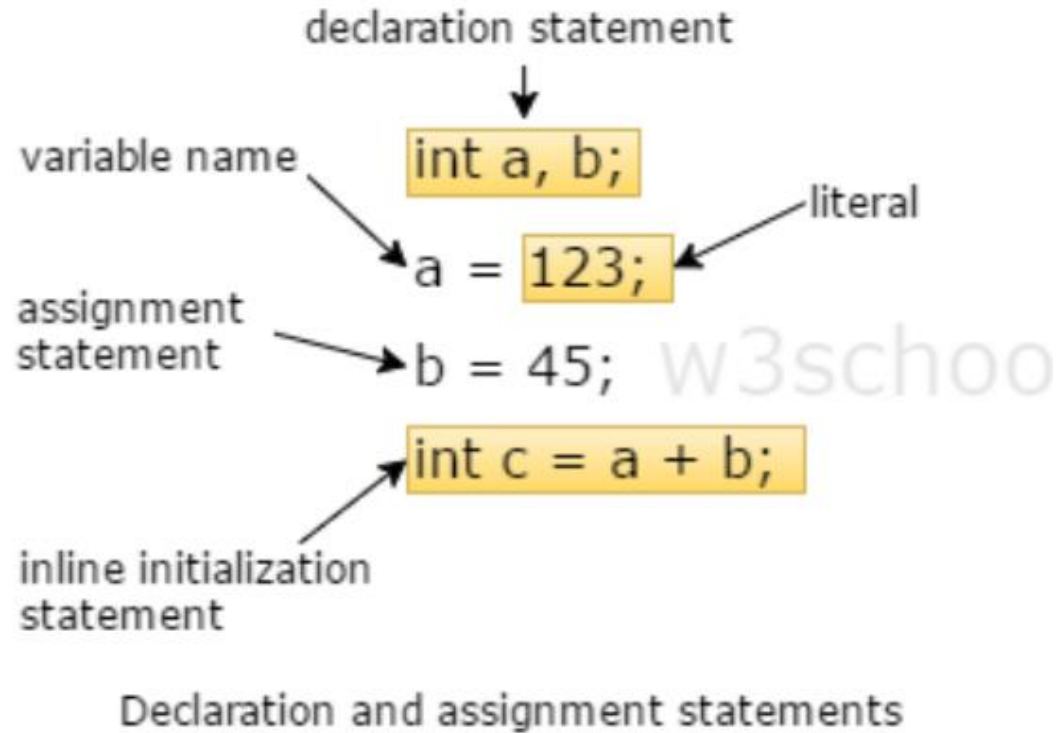 declaration statement
int a, b;
variable name
literal
a = 123;
assignment
statement
b = 45;
w3schoo
int c = a + b;
inline initialization
statement
Declaration and assignment statements